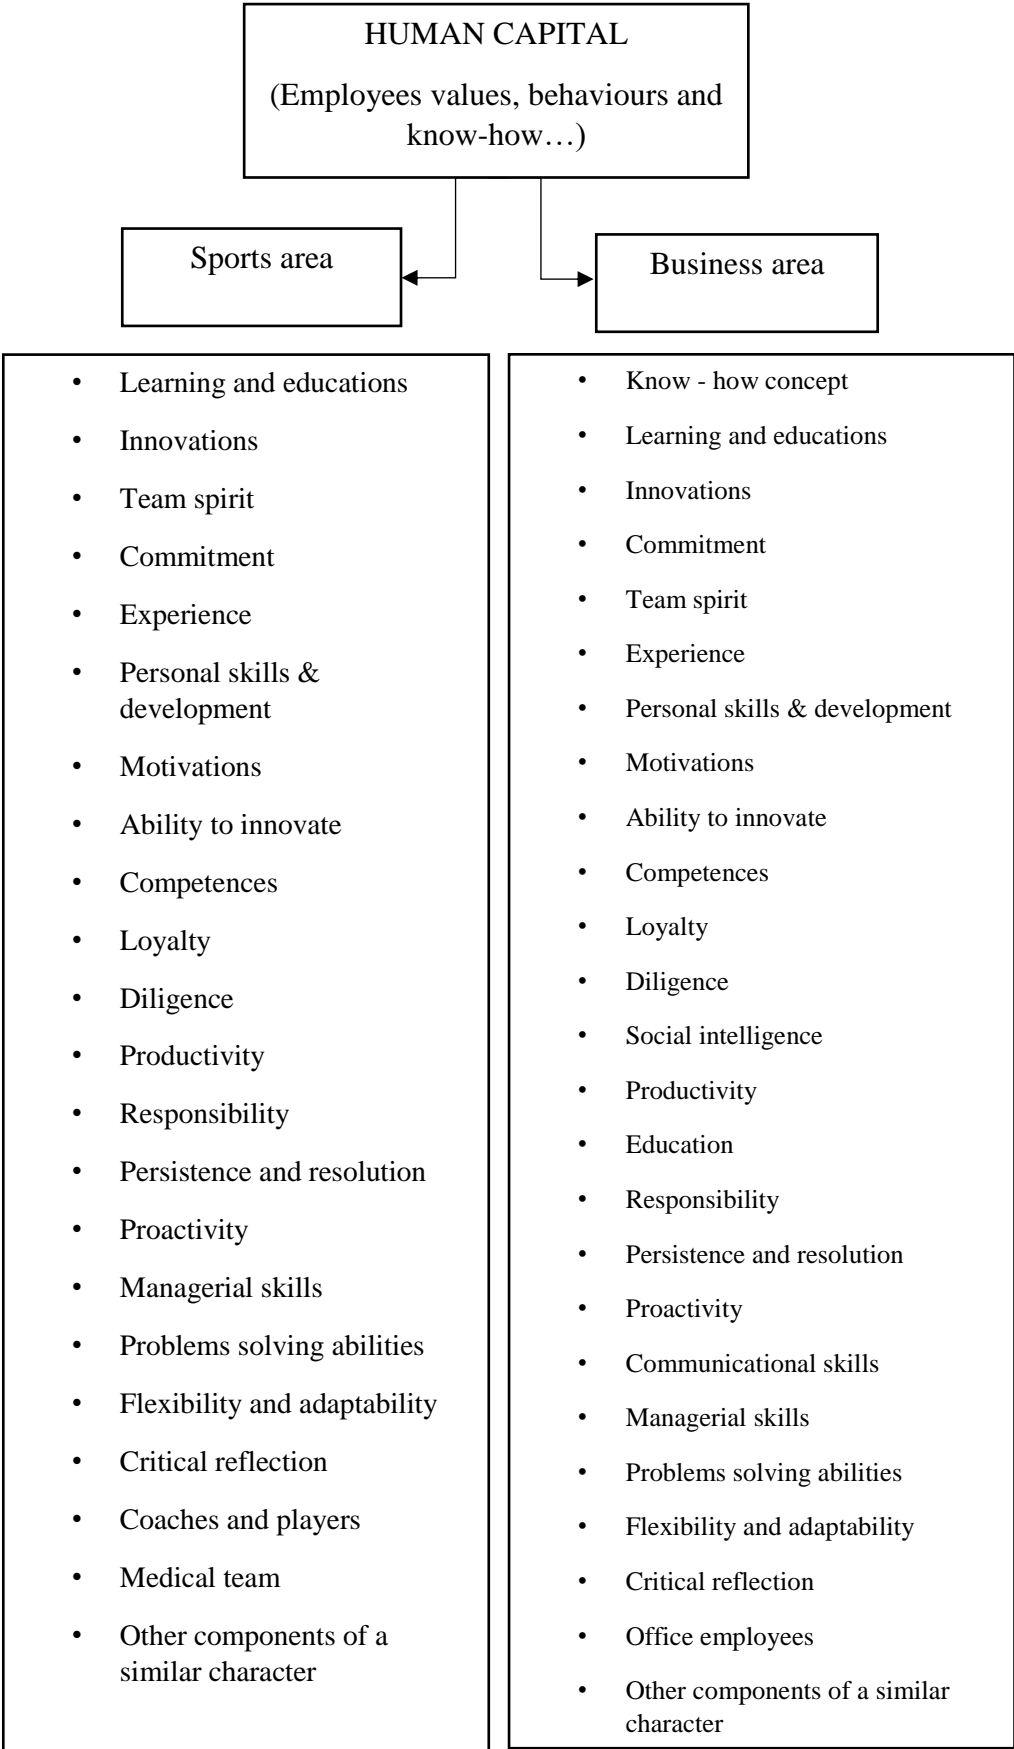 HUMAN CAPITAL
(Employees values, behaviours and
know-how…)
Sports area
Business area
• Learning and educations
• Innovations
• Team spirit
• Commitment
• Experience
• Personal skills &
development
• Motivations
• Ability to innovate
• Competences
• Loyalty
• Diligence
• Productivity
• Responsibility
• Persistence and resolution
• Proactivity
• Managerial skills
• Problems solving abilities
• Flexibility and adaptability
• Critical reflection
• Coaches and players
• Medical team
• Other components of a
similar character
• Know - how concept
• Learning and educations
• Innovations
• Commitment
• Team spirit
• Experience
• Personal skills & development
• Motivations
• Ability to innovate
• Competences
• Loyalty
• Diligence
• Social intelligence
• Productivity
• Education
• Responsibility
• Persistence and resolution
• Proactivity
• Communicational skills
• Managerial skills
• Problems solving abilities
• Flexibility and adaptability
• Critical reflection
• Office employees
• Other components of a similar
character